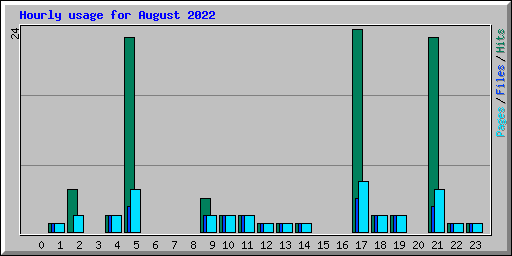 Hourly usage for August 2022
24
Pages/Files/Hits
0 1 2 3 4 5 6 7 8 9 10 11 12 13 14 15 16 17 18 19 20 21 22 23